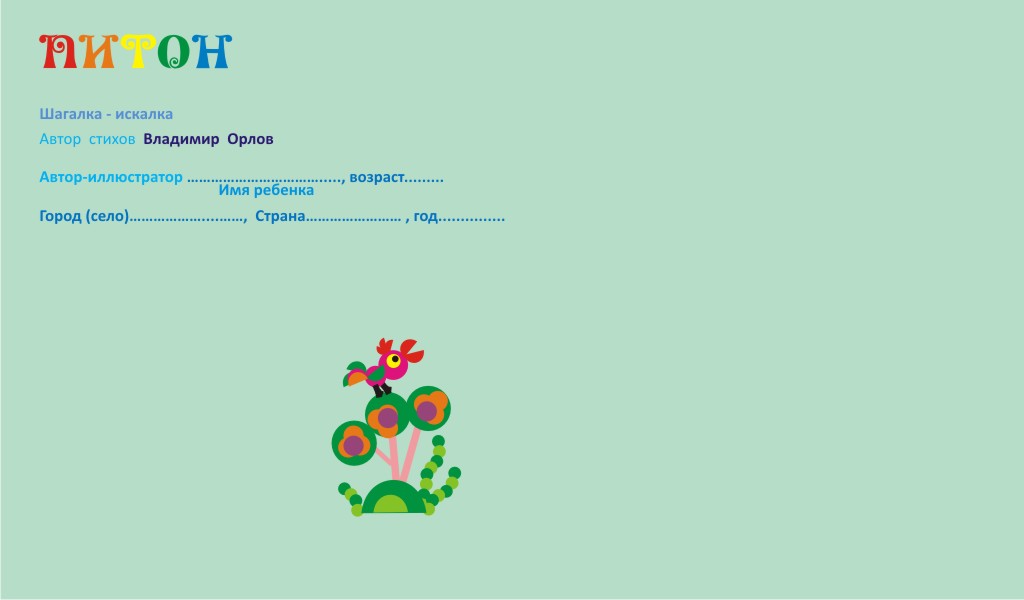 ПИТОН
Шагалка - искалка
Автор стихов Владимир Орлов
Автор-иллюстратор ……………………………....., возраст.........
Имя ребенка
Город (село)………………....……, Страна…………………… , год...............